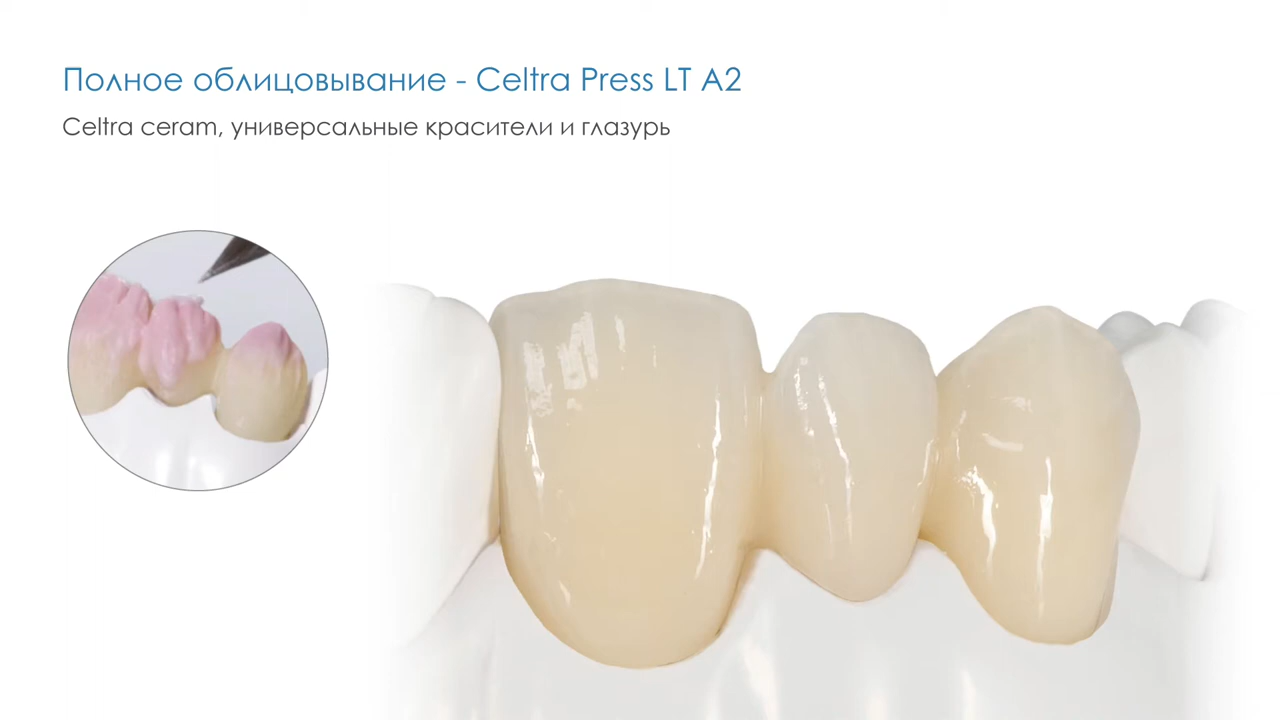 Полное облицовывание - Celtra Press LT A2
Celtra ceram, универсальные красители и глазурь